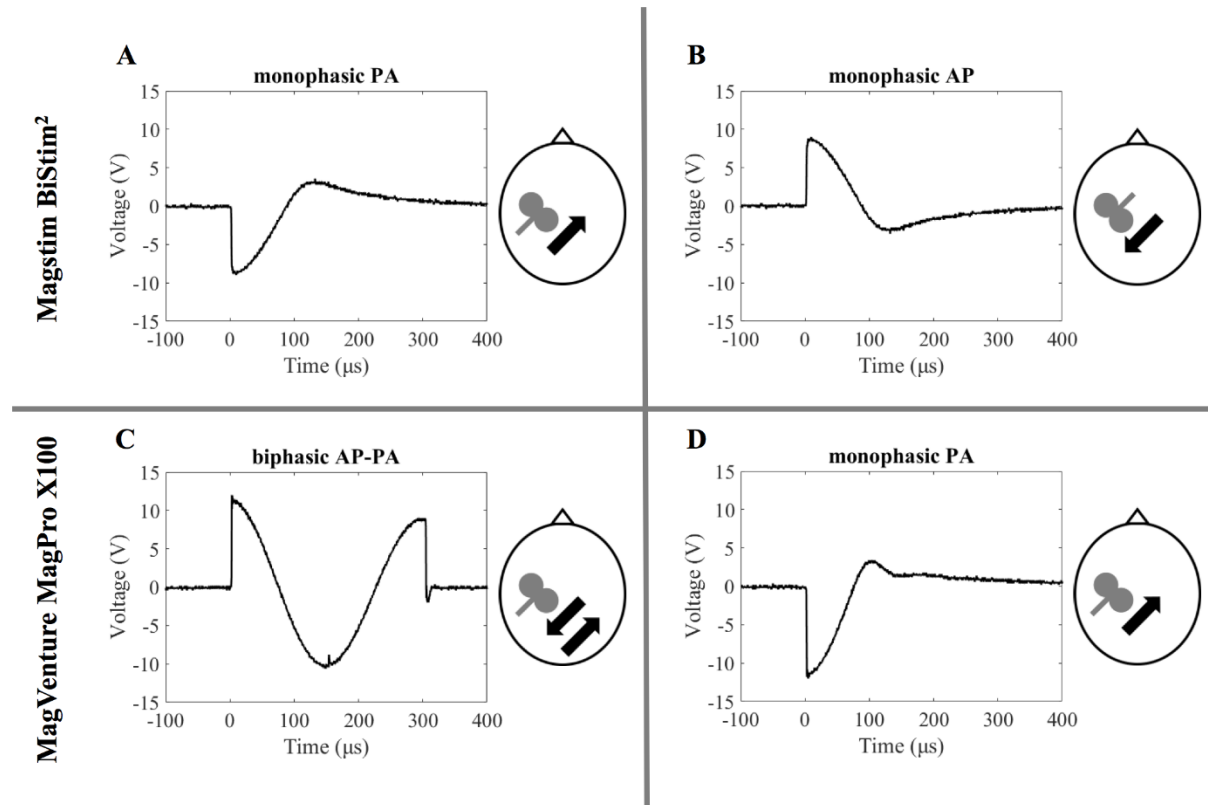 Magstim BiStim²
A
monophasic PA
Voltage (V)
15
10
5
0
-5
-10
-15
-100 0 100 200 300 400
Time (µs)
B
monophasic AP
Voltage (V)
15
10
5
0
-5
-10
-15
-100 0 100 200 300 400
Time (µs)
MagVenture MagPro X100
C
biphasic AP-PA
Voltage (V)
15
10
5
0
-5
-10
-15
-100 0 100 200 300 400
Time (µs)
D
monophasic PA
Voltage (V)
15
10
5
0
-5
-10
-15
-100 0 100 200 300 400
Time (µs)